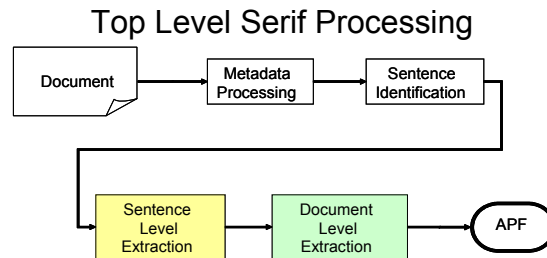 Top Level Serif Processing
Document
Metadata
Processing
Sentence
Identification
Sentence
Level
Extraction
Document
Level
Extraction
APF